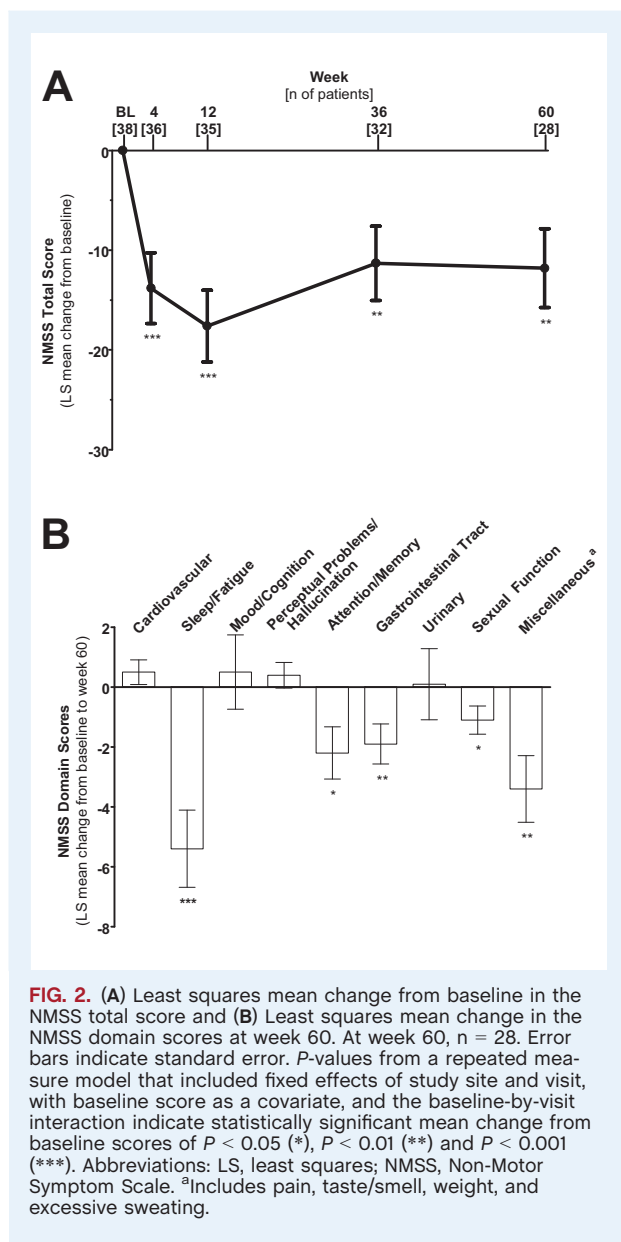 A
Week
[n of patients]
BL 4 12 36 60
[38] [36] [35] [32] [28]
0
-10
-20
-30
NMSS Total Score
(LS mean change from baseline)
***
***
**
**
B
Cardiovascular
Sleep/Fatigue
Mood/Cognition
Perceptual Problems/
Hallucination
Attention/Memory
Gastrointestinal Tract
Urinary
Sexual Function
Miscellaneous a
2
0
-2
-4
-6
-8
NMSS Domain Scores
(LS mean change from baseline to week 60)
***
*
**
*
**
FIG. 2. (A) Least squares mean change from baseline in the
NMSS total score and (B) Least squares mean change in the
NMSS domain scores at week 60. At week 60, n = 28. Error
bars indicate standard error. P-values from a repeated mea-
sure model that included fixed effects of study site and visit,
with baseline score as a covariate, and the baseline-by-visit
interaction indicate statistically significant mean change from
baseline scores of P < 0.05 (*), P < 0.01 (**) and P < 0.001
(***). Abbreviations: LS, least squares; NMSS, Non-Motor
Symptom Scale. aIncludes pain, taste/smell, weight, and
excessive sweating.